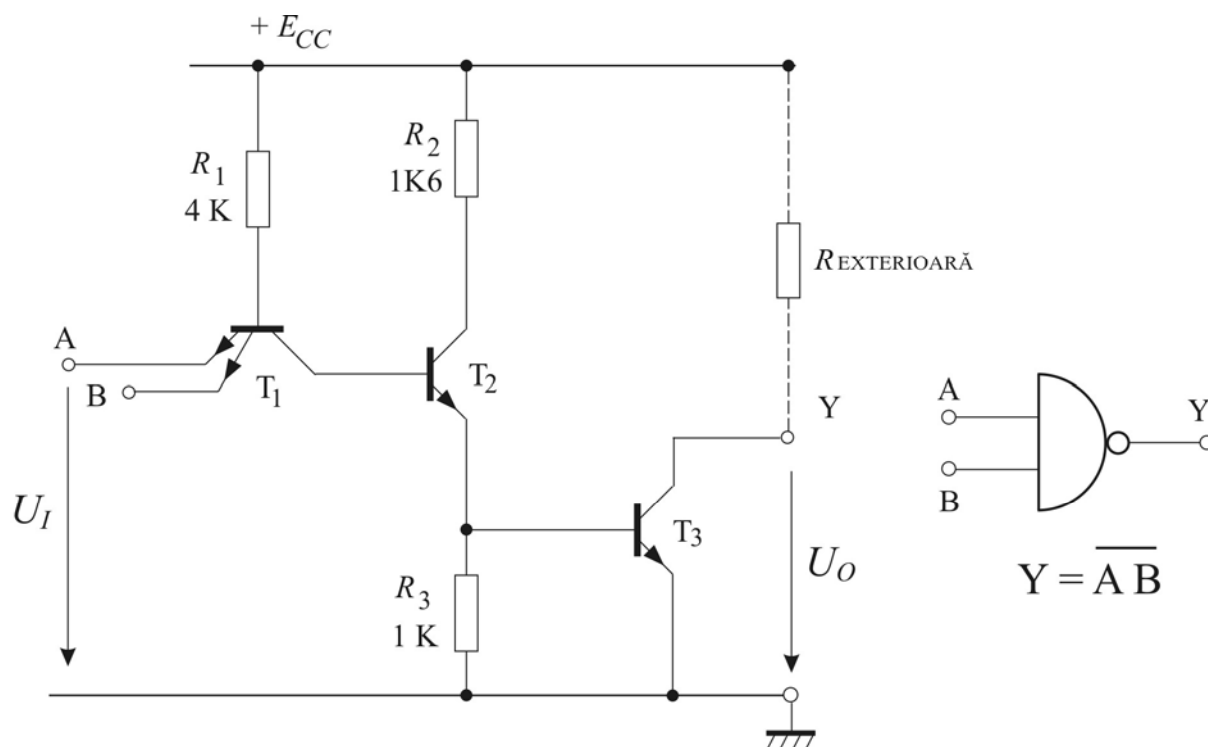 + E_CC
R_1
4 K
R_2
1K6
R EXTERIOARĂ
A
B
T_1
T_2
Y
U_I
T_3
U_O
R_3
1 K
A
B
Y
Y = \overline{A B}